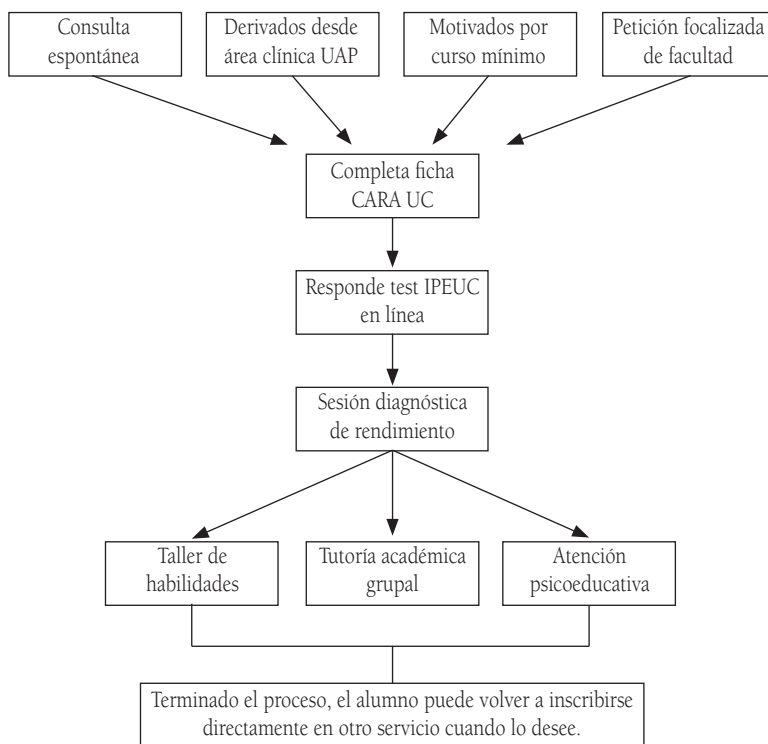 Consulta
espontánea
Derivados desde
área clínica UAP
Motivados por
curso mínimo
Petición focalizada
de facultad
Completa ficha
CARA UC
Responde test IPEUC
en línea
Sesión diagnóstica
de rendimiento
Taller de
habilidades
Tutoría académica
grupal
Atención
psicoeducativa
Terminado el proceso, el alumno puede volver a inscribirse
directamente en otro servicio cuando lo desee.